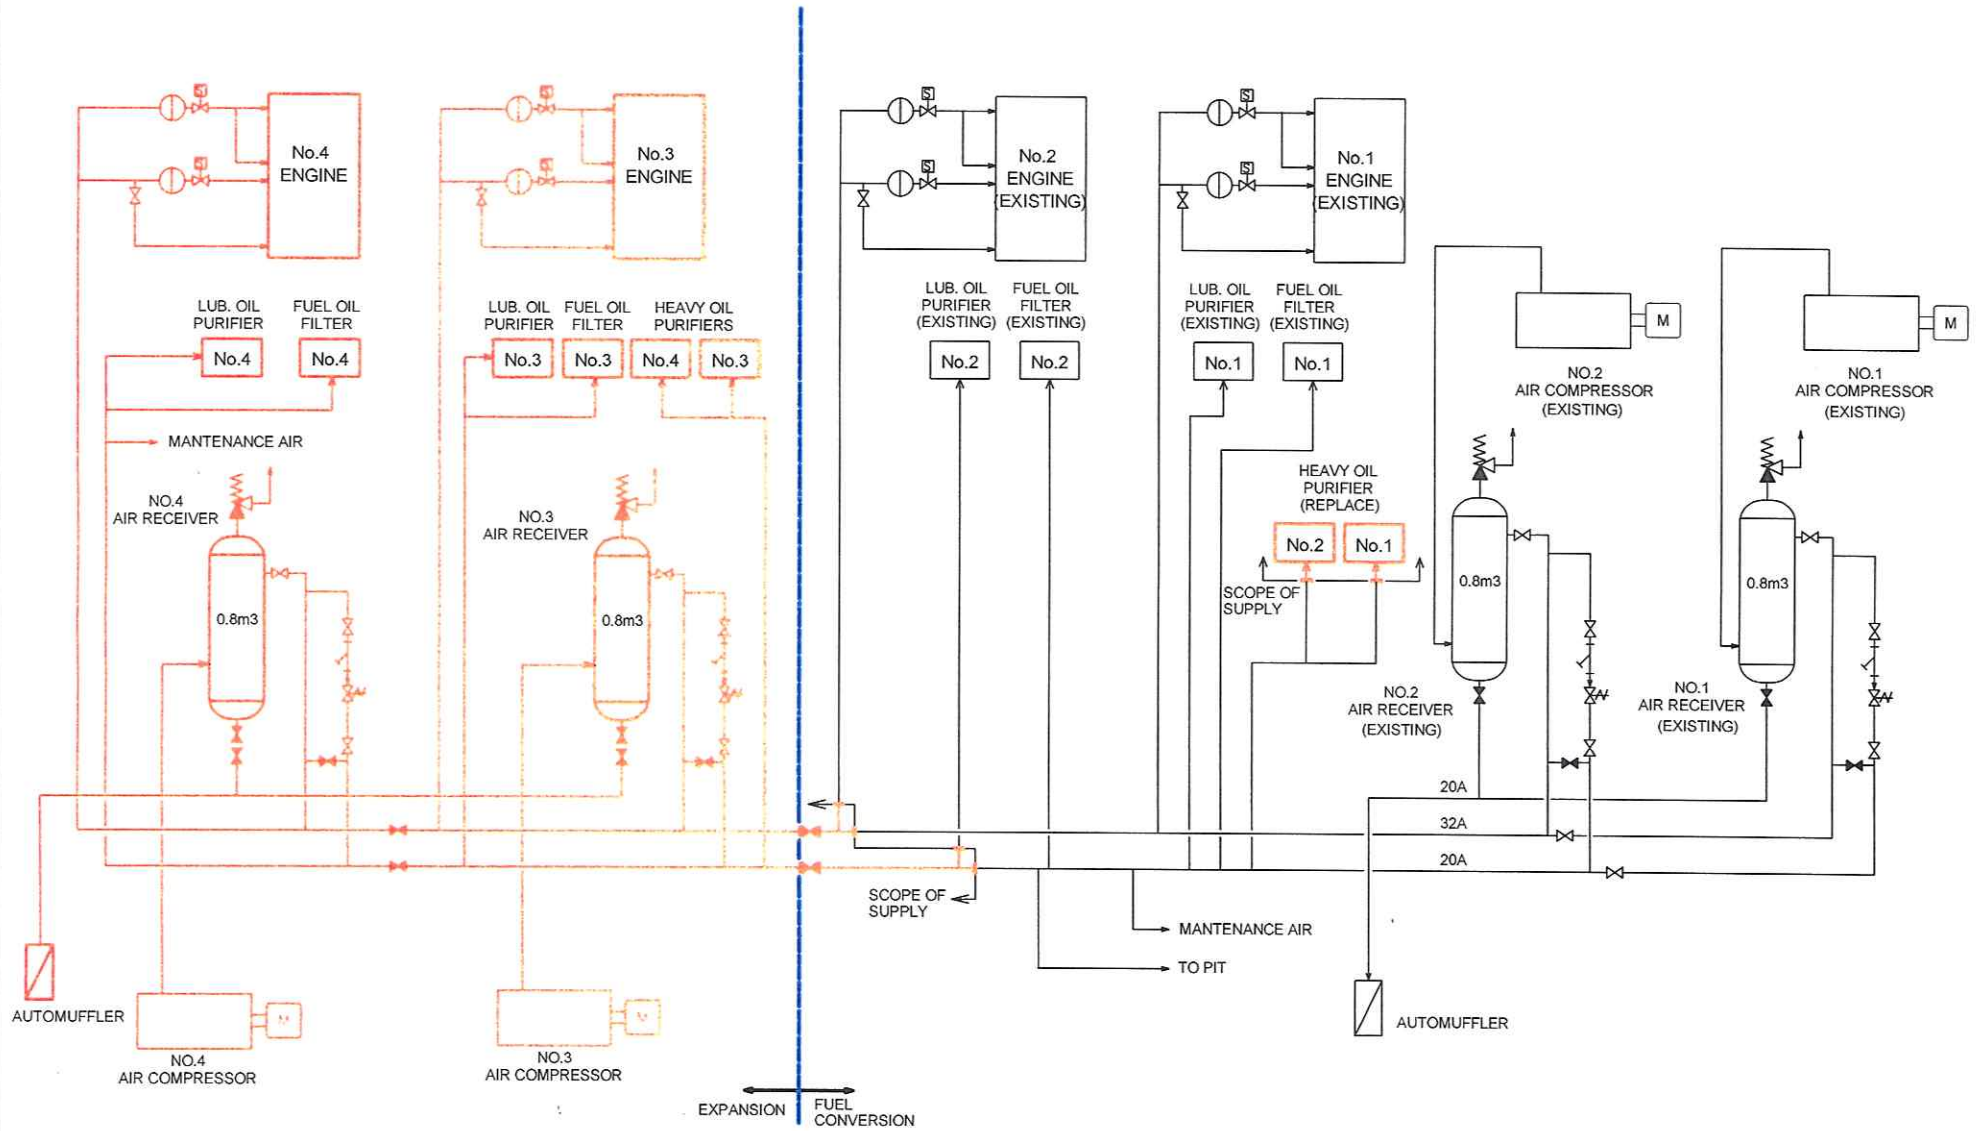 S
S
No.4
ENGINE
S
S
No.3
ENGINE
S
S
No.2
ENGINE
(EXISTING)
S
S
No.1
ENGINE
(EXISTING)
LUB. OIL
PURIFIER
No.4
FUEL OIL
FILTER
No.4
LUB. OIL
PURIFIER
No.3
FUEL OIL
FILTER
No.3
HEAVY OIL
PURIFIERS
No.4
No.3
LUB. OIL
PURIFIER
(EXISTING)
No.2
FUEL OIL
FILTER
(EXISTING)
No.2
LUB. OIL
PURIFIER
(EXISTING)
No.1
FUEL OIL
FILTER
(EXISTING)
No.1
M
NO.2
AIR COMPRESSOR
(EXISTING)
M
NO.1
AIR COMPRESSOR
(EXISTING)
MANTENANCE AIR
NO.4
AIR RECEIVER
0.8m3
NO.3
AIR RECEIVER
0.8m3
HEAVY OIL
PURIFIER
(REPLACE)
No.2
No.1
SCOPE OF
SUPPLY
0.8m3
NO.2
AIR RECEIVER
(EXISTING)
0.8m3
NO.1
AIR RECEIVER
(EXISTING)
20A
32A
20A
SCOPE OF
SUPPLY
MANTENANCE AIR
TO PIT
AUTOMUFFLER
AUTOMUFFLER
M
NO.4
AIR COMPRESSOR
M
NO.3
AIR COMPRESSOR
EXPANSION
FUEL
CONVERSION